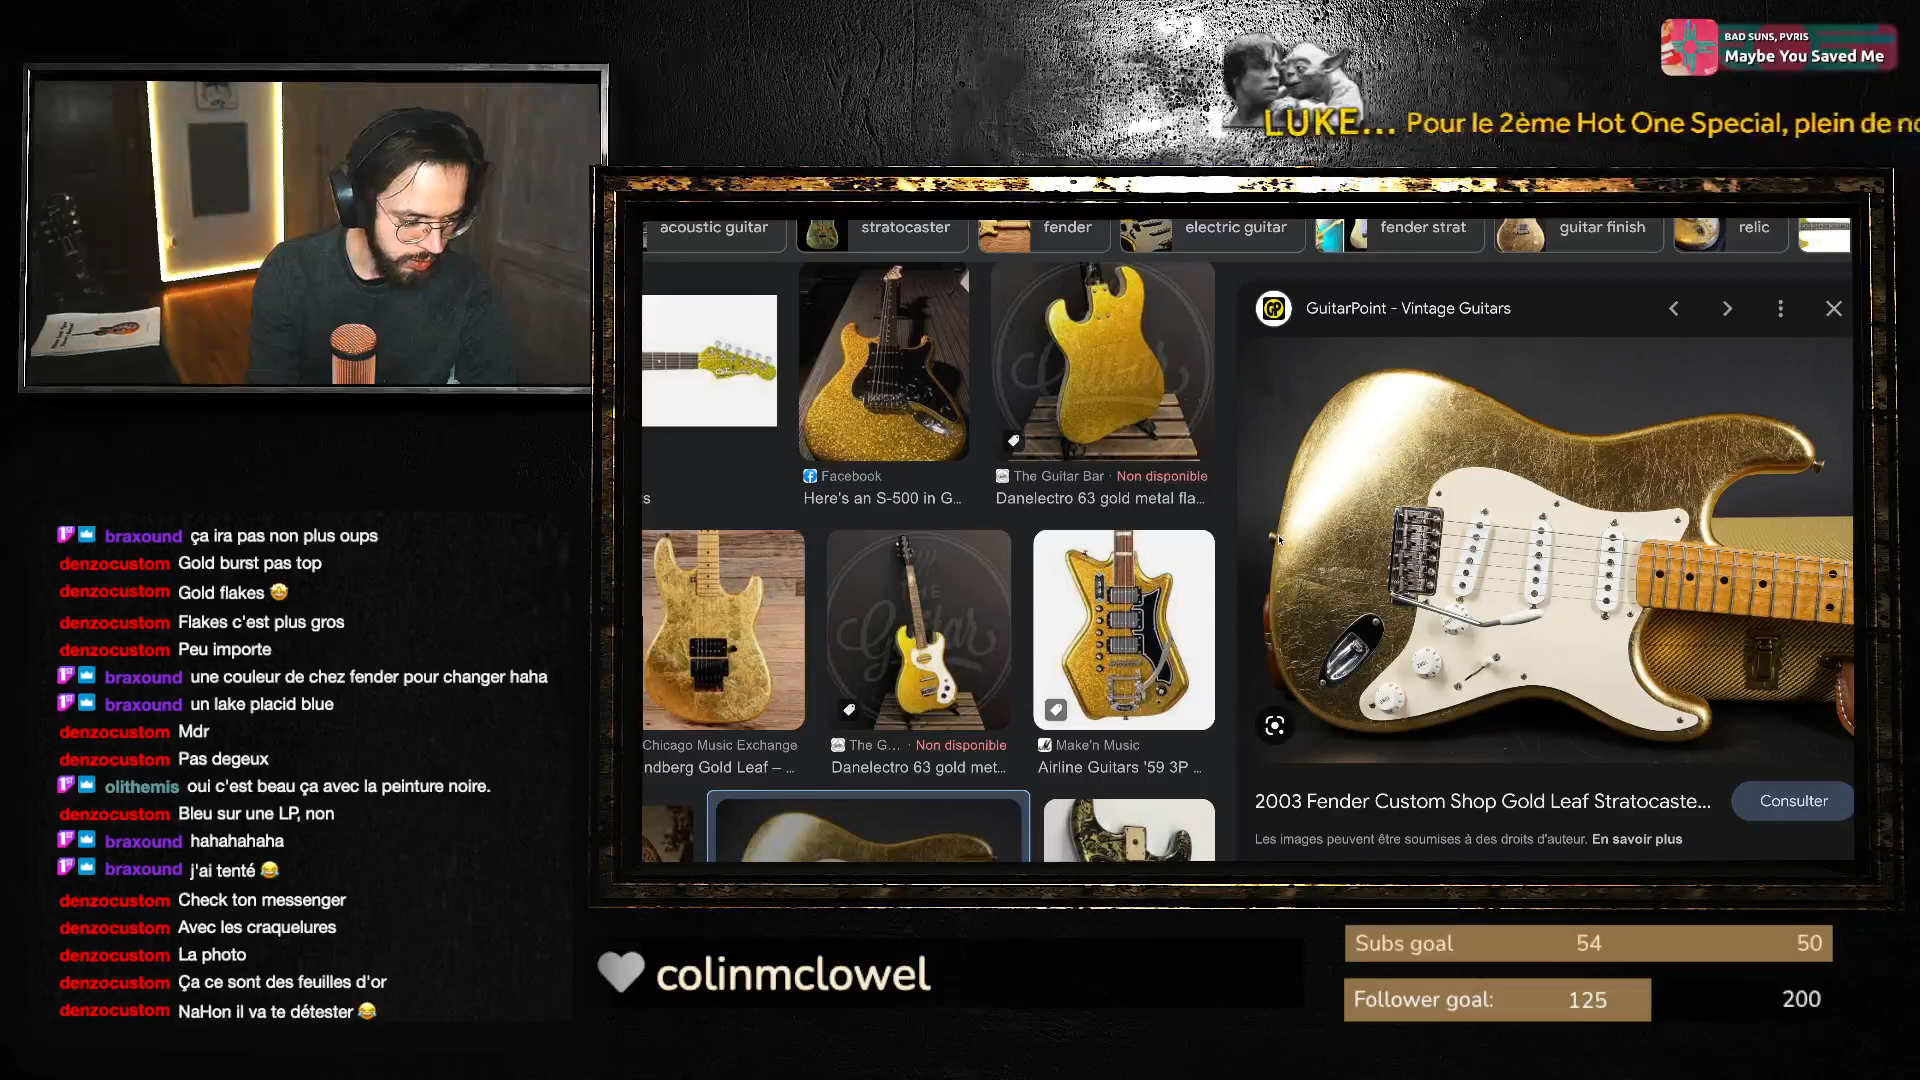 BAD SUNS, PVRIS
Maybe You Saved Me
LUKE... Pour le 2ème Hot One Special, plein de no
acoustic guitar
stratocaster
fender
electric guitar
fender strat
guitar finish
relic
GuitarPoint - Vintage Guitars
Facebook
Here's an S-500 in G...
The Guitar Bar · Non disponible
Danelectro 63 gold metal fla...
Chicago Music Exchange
ndberg Gold Leaf – ...
The G... · Non disponible
Danelectro 63 gold met...
Make'n Music
Airline Guitars '59 3P ...
2003 Fender Custom Shop Gold Leaf Stratocaste...
Consulter
Les images peuvent être soumises à des droits d'auteur. En savoir plus
braxound ça ira pas non plus oups
denzocustom Gold burst pas top
denzocustom Gold flakes 🤩
denzocustom Flakes c'est plus gros
denzocustom Peu importe
braxound une couleur de chez fender pour changer haha
braxound un lake placid blue
denzocustom Mdr
denzocustom Pas degeux
olithemis oui c'est beau ça avec la peinture noire.
denzocustom Bleu sur une LP, non
braxound hahahahaha
braxound j'ai tenté 😂
denzocustom Check ton messenger
denzocustom Avec les craquelures
denzocustom La photo
denzocustom Ça ce sont des feuilles d'or
denzocustom NaHon il va te détester 😂
colinmclowel
Subs goal 54 50
Follower goal: 125 200